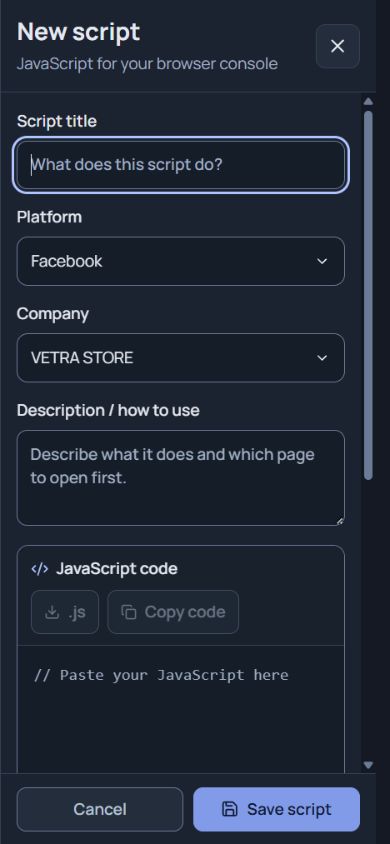 New script
JavaScript for your browser console
Script title
What does this script do?
Platform
Facebook
Company
VETRA STORE
Description / how to use
Describe what it does and which page
to open first.
</> JavaScript code
.js
Copy code
// Paste your JavaScript here
Cancel
Save script